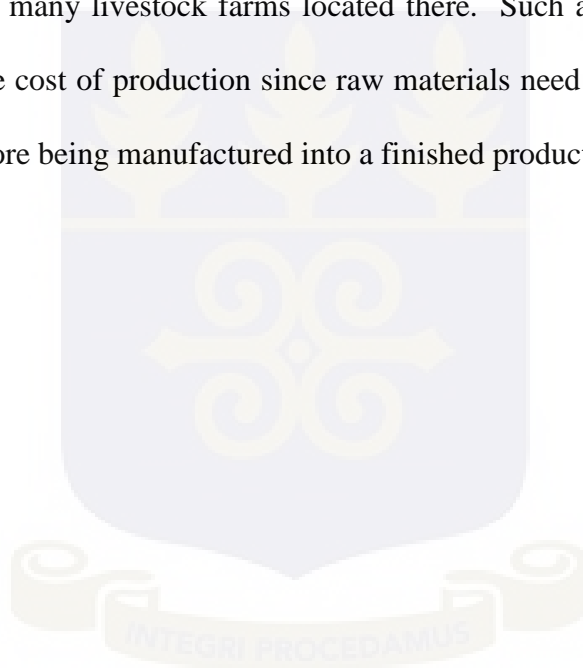 many livestock farms located there. Such a
cost of production since raw materials need
ore being manufactured into a finished product
INTEGRI PROCEDAMUS